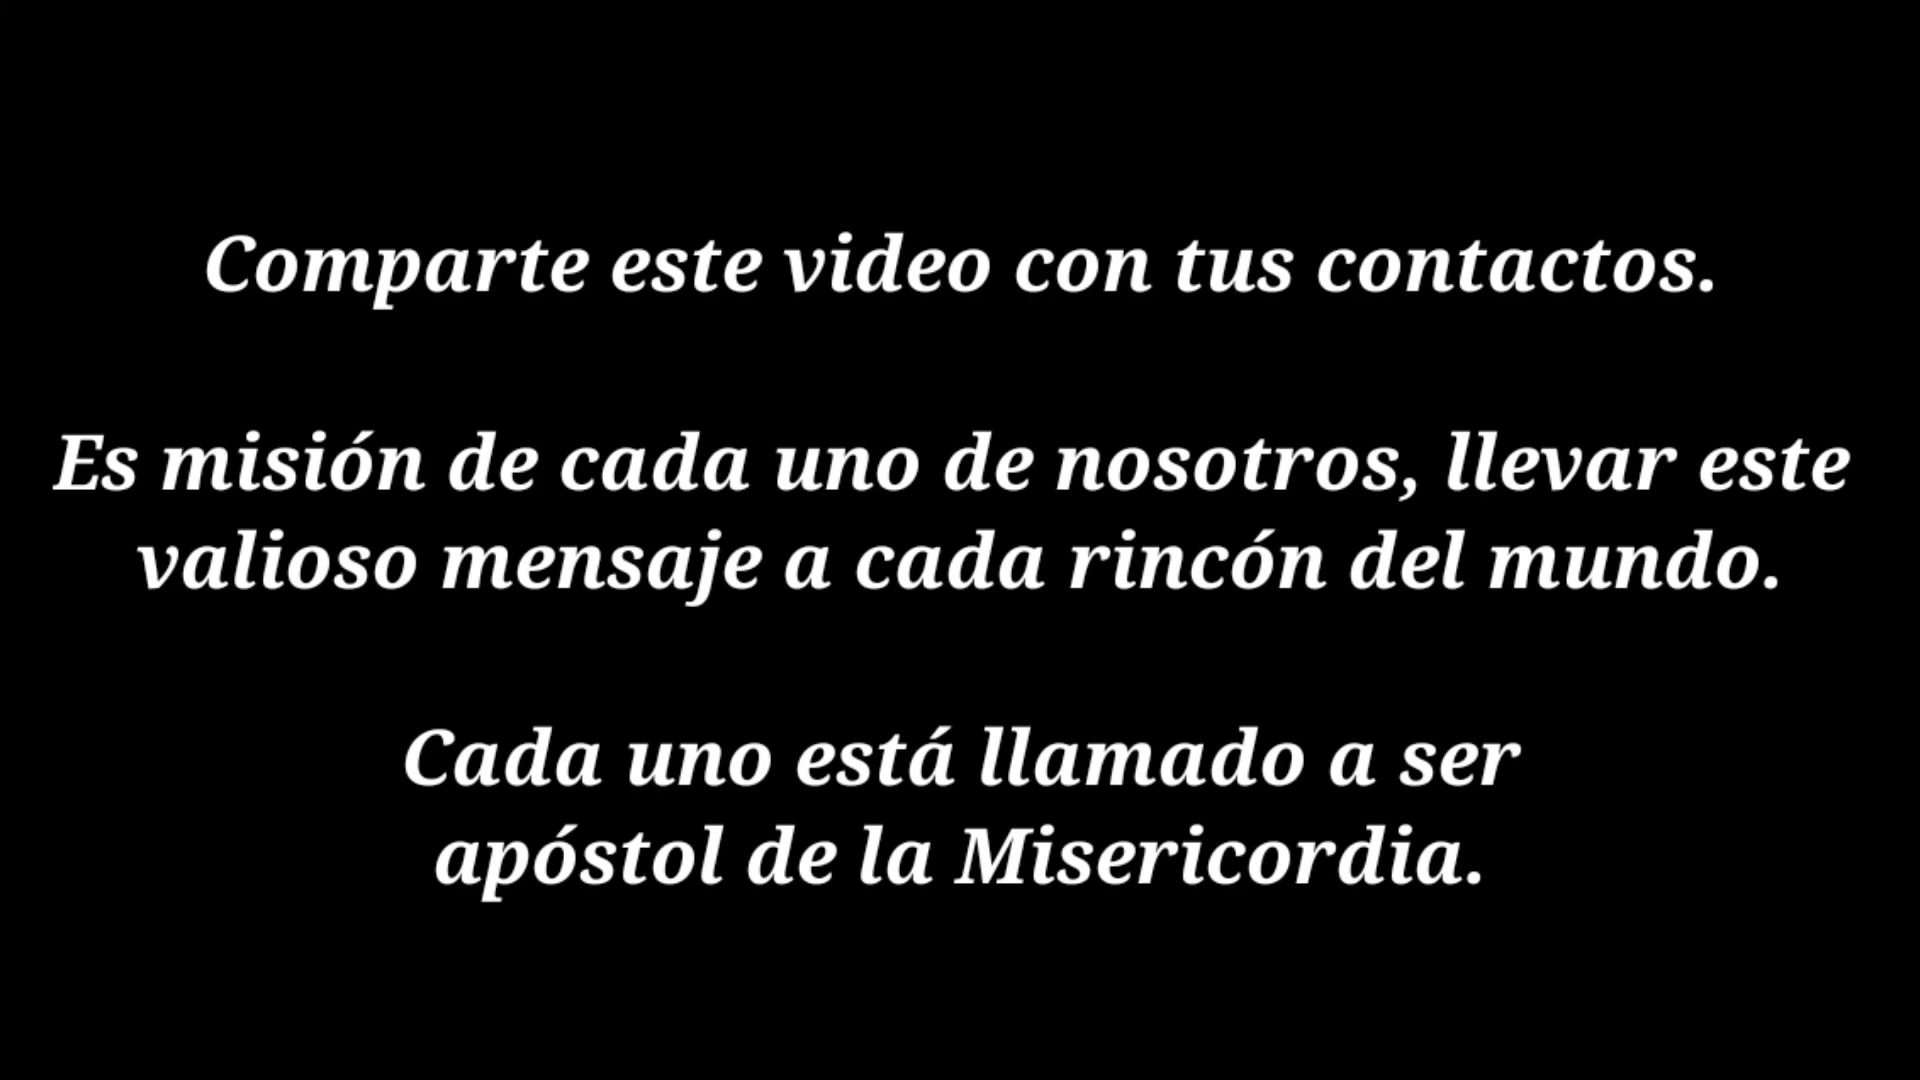 Comparte este video con tus contactos.
Es misión de cada uno de nosotros, llevar este
valioso mensaje a cada rincón del mundo.
Cada uno está llamado a ser
apóstol de la Misericordia.